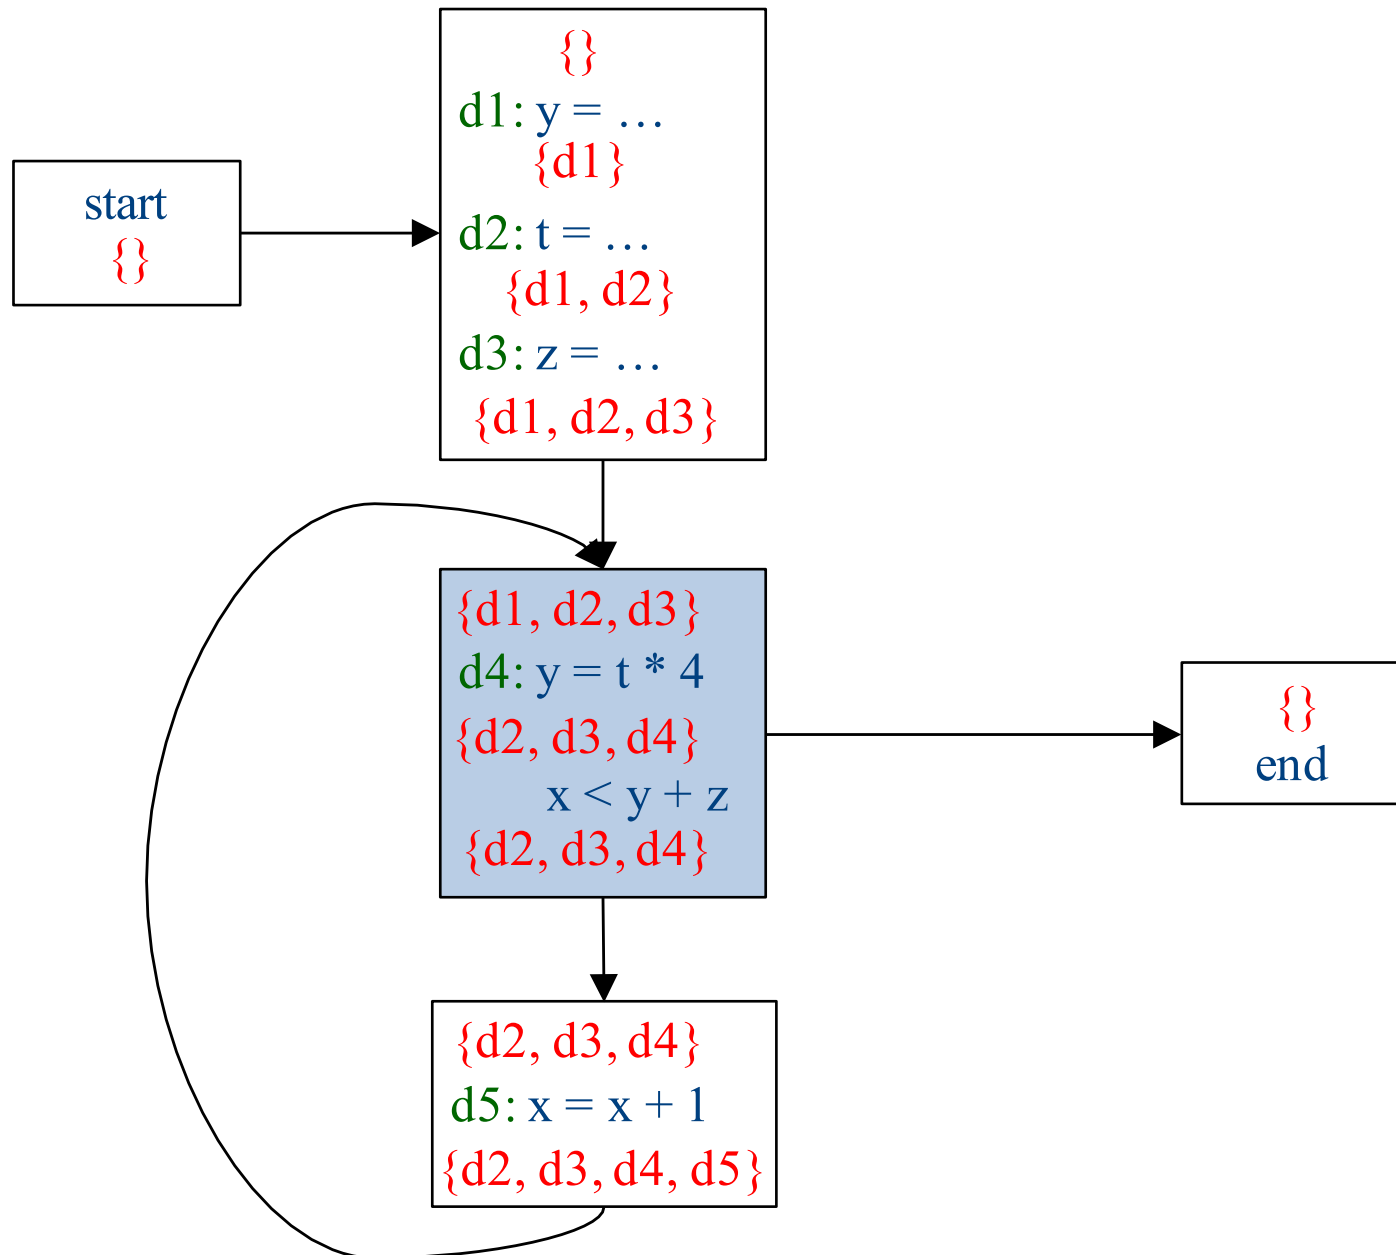 start
{}
{}
d1: y = …
{d1}
d2: t = …
{d1, d2}
d3: z = …
{d1, d2, d3}
{d1, d2, d3}
d4: y = t * 4
{d2, d3, d4}
x < y + z
{d2, d3, d4}
{}
end
{d2, d3, d4}
d5: x = x + 1
{d2, d3, d4, d5}